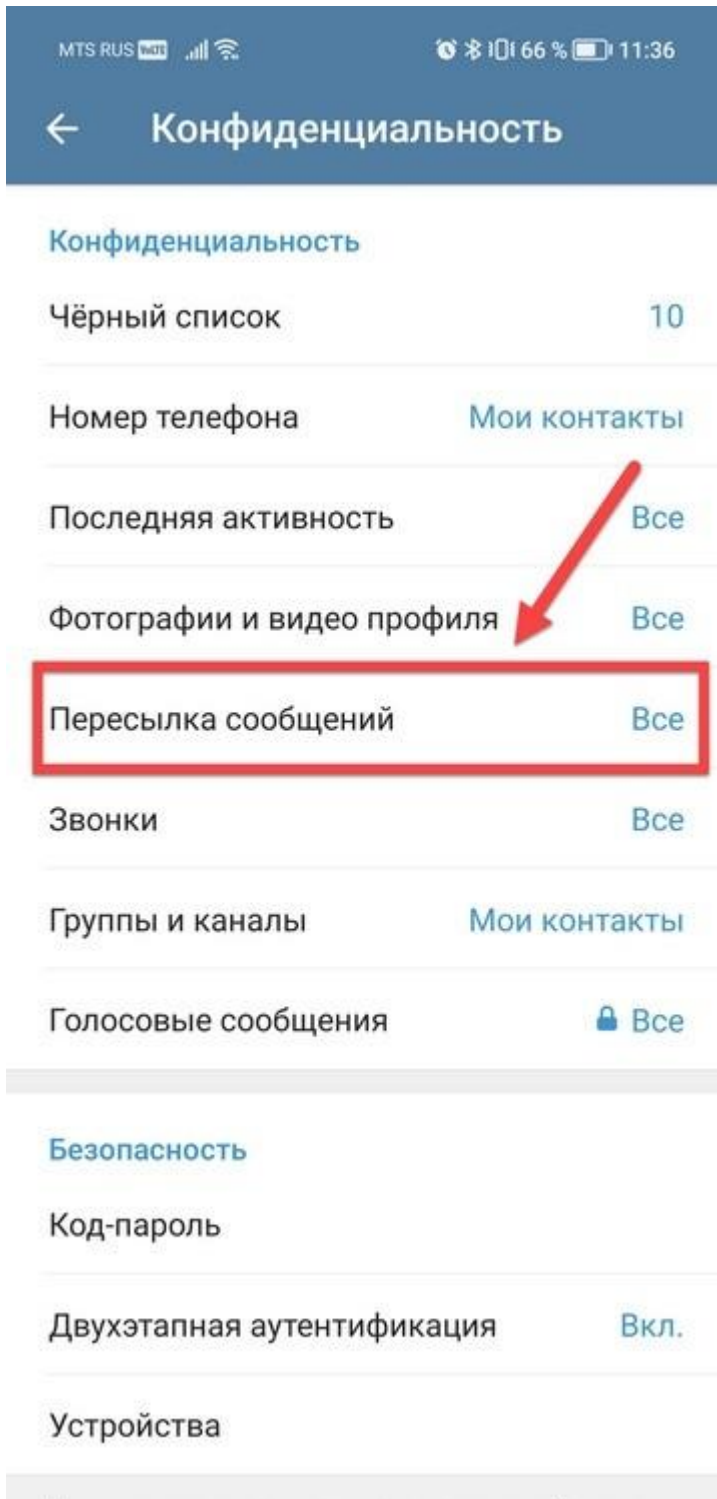 MTS RUS VoLTE 66 % 11:36
Конфиденциальность
Конфиденциальность
Чёрный список 10
Номер телефона Мои контакты
Последняя активность Все
Фотографии и видео профиля Все
Пересылка сообщений Все
Звонки Все
Группы и каналы Мои контакты
Голосовые сообщения Все
Безопасность
Код-пароль
Двухэтапная аутентификация Вкл.
Устройства